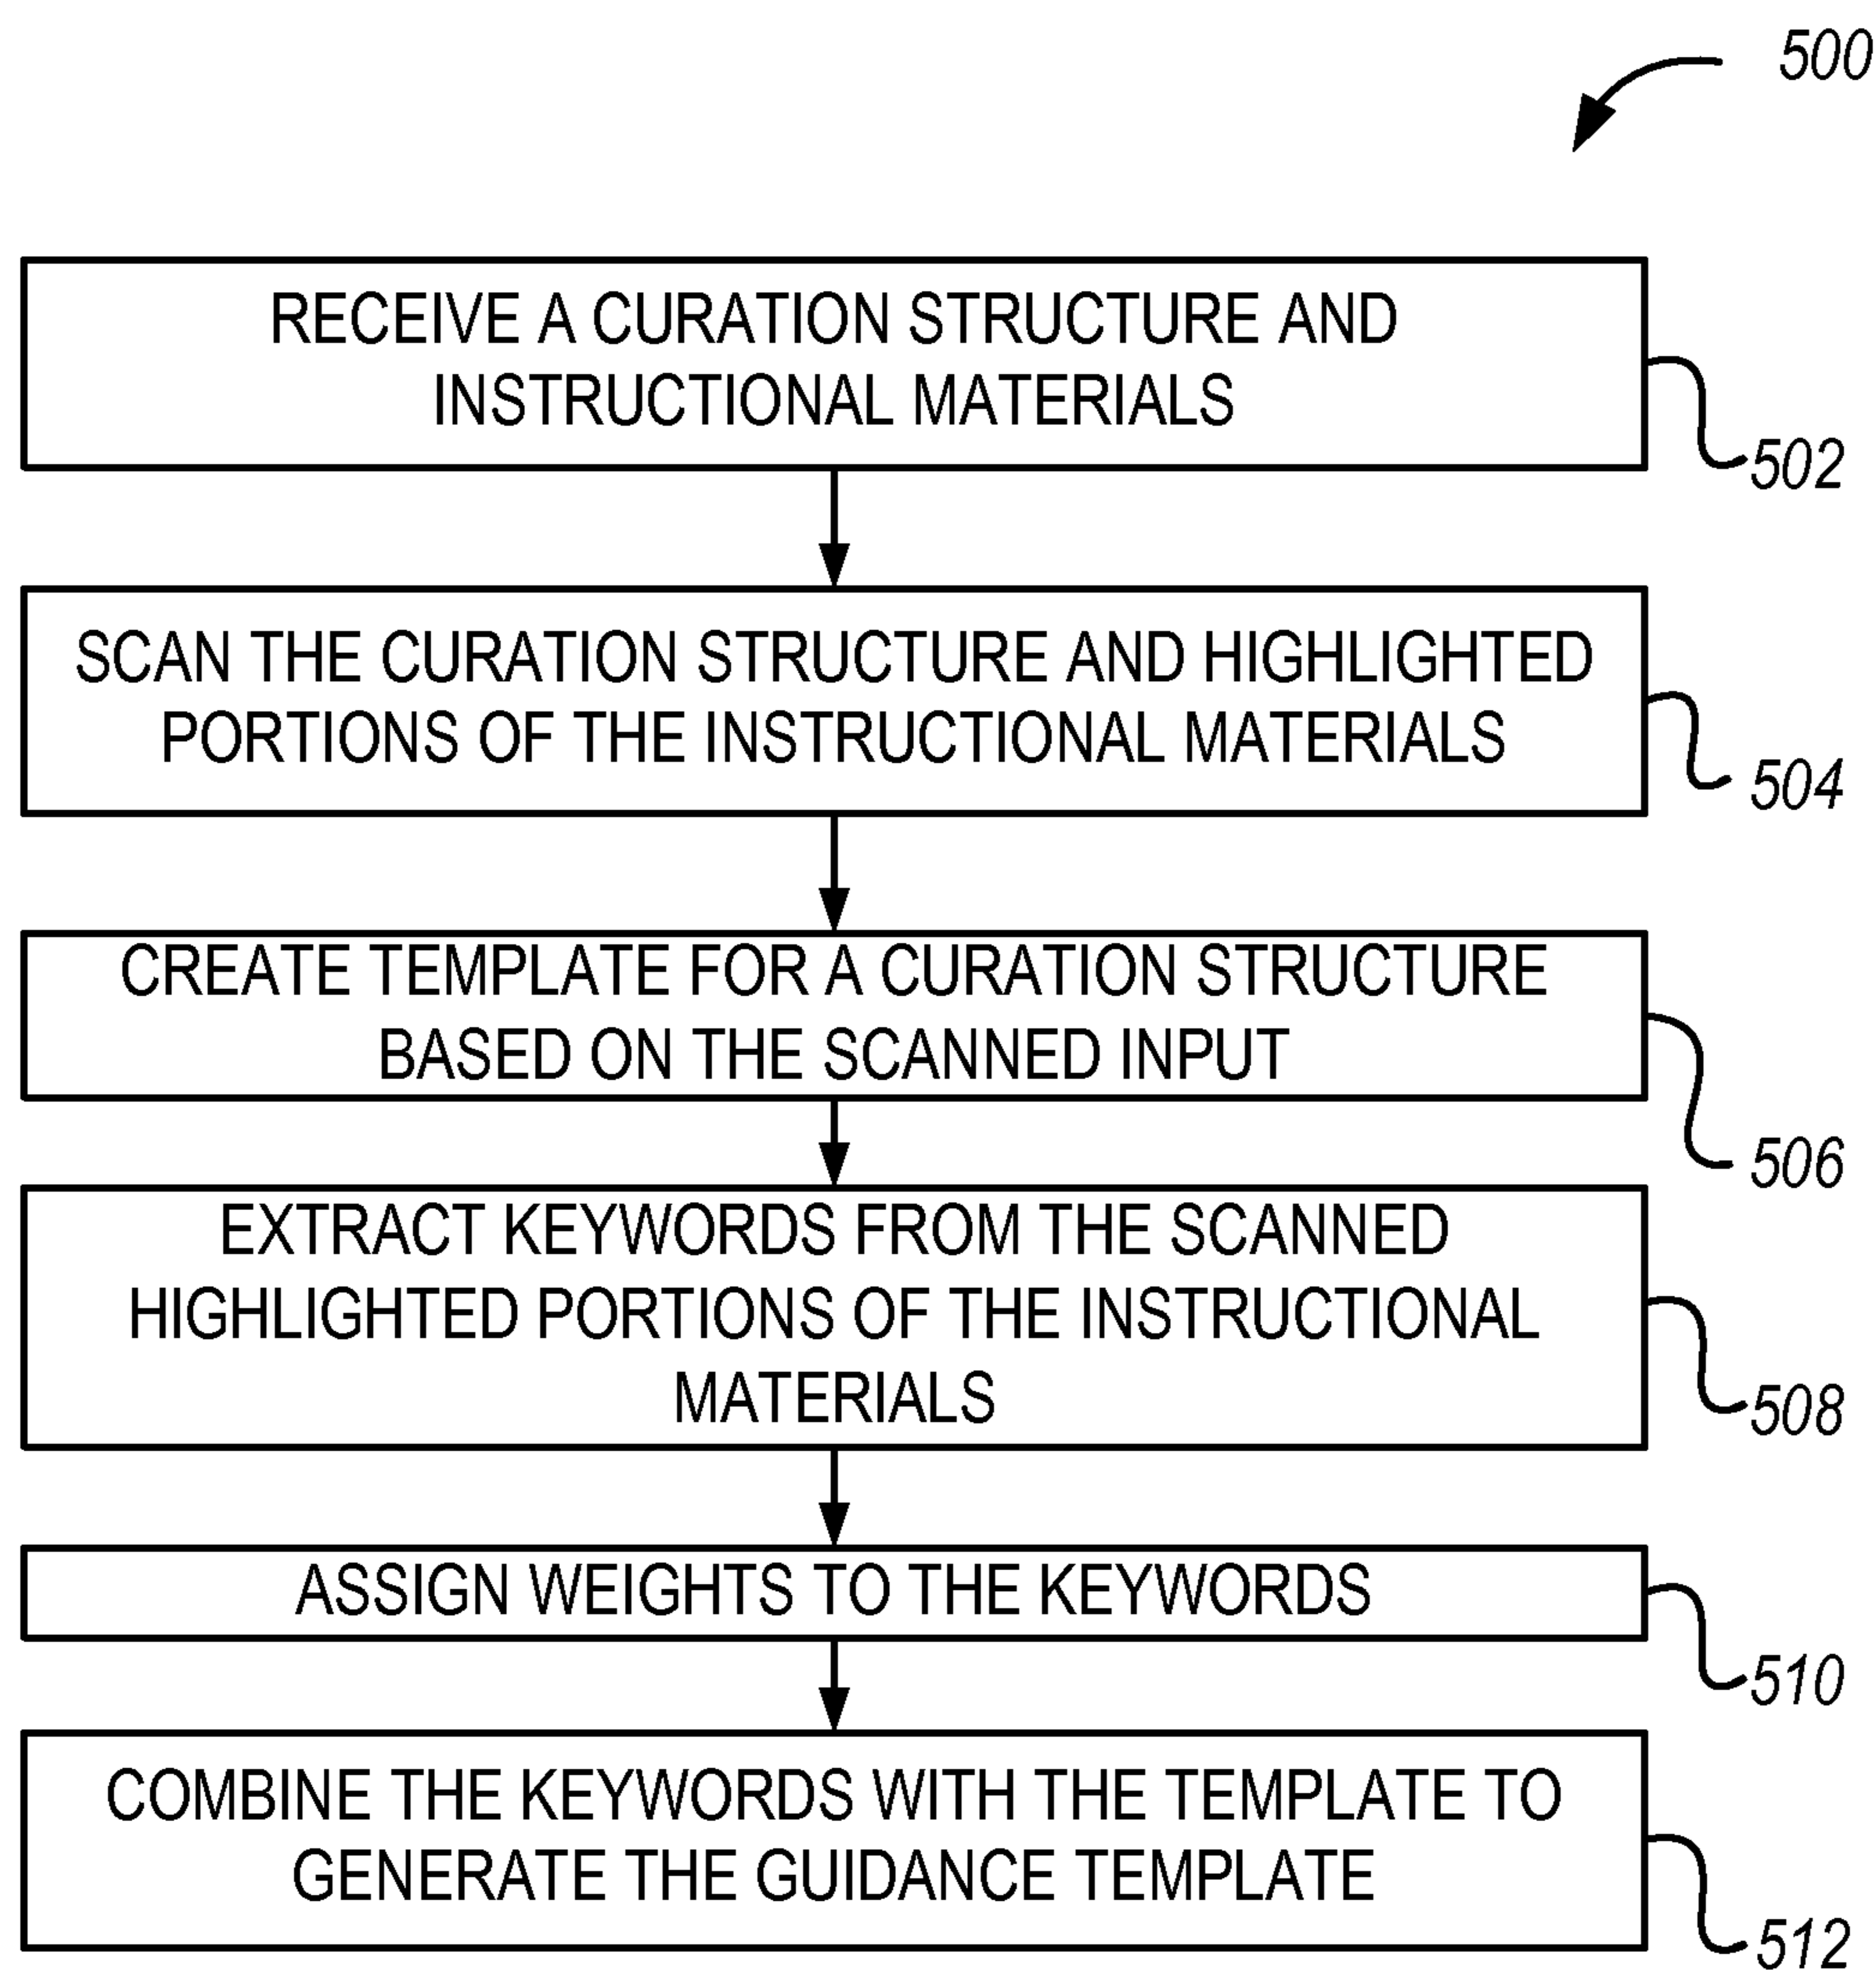 500
RECEIVE A CURATION STRUCTURE AND
INSTRUCTIONAL MATERIALS
502
SCAN THE CURATION STRUCTURE AND HIGHLIGHTED
PORTIONS OF THE INSTRUCTIONAL MATERIALS
504
CREATE TEMPLATE FOR A CURATION STRUCTURE
BASED ON THE SCANNED INPUT
506
EXTRACT KEYWORDS FROM THE SCANNED
HIGHLIGHTED PORTIONS OF THE INSTRUCTIONAL
MATERIALS
508
ASSIGN WEIGHTS TO THE KEYWORDS
510
COMBINE THE KEYWORDS WITH THE TEMPLATE TO
GENERATE THE GUIDANCE TEMPLATE
512